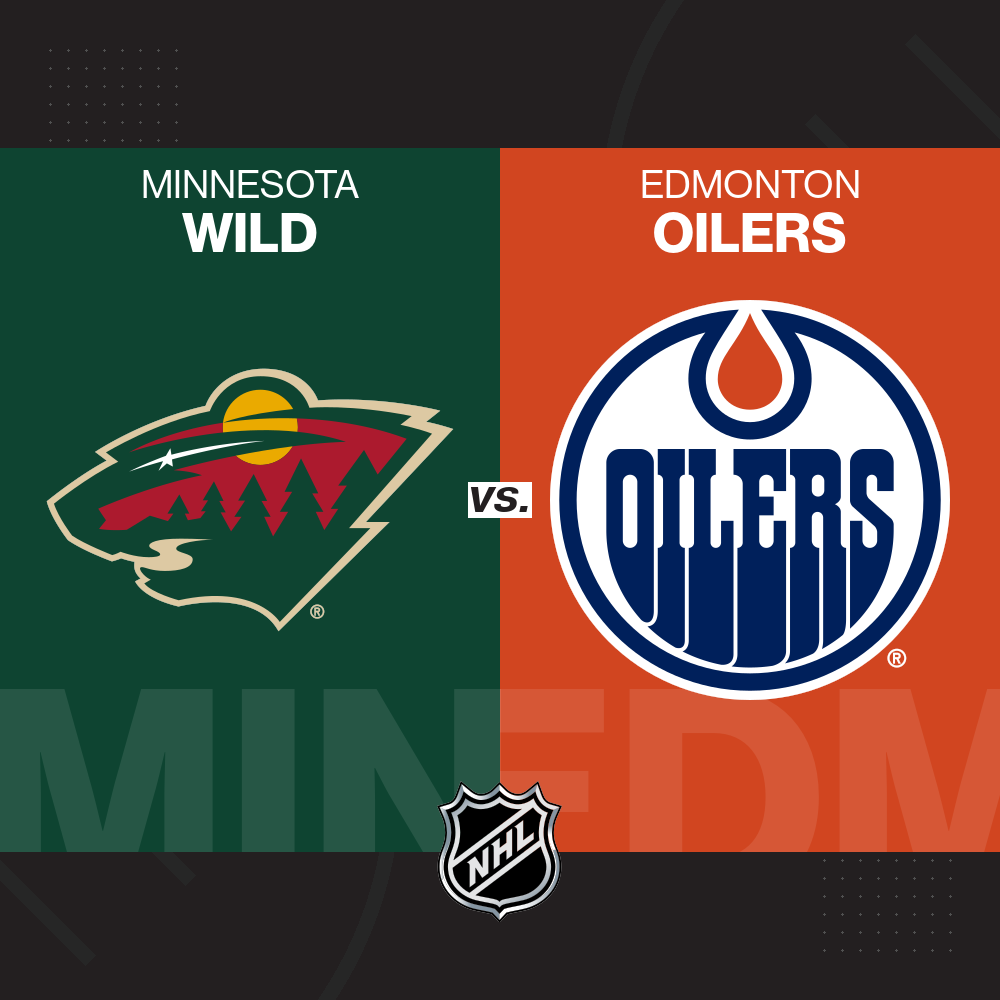 MINNESOTA
WILD
EDMONTON
OILERS
vs.
OILERS
®
®
MIN
EDM
NHL